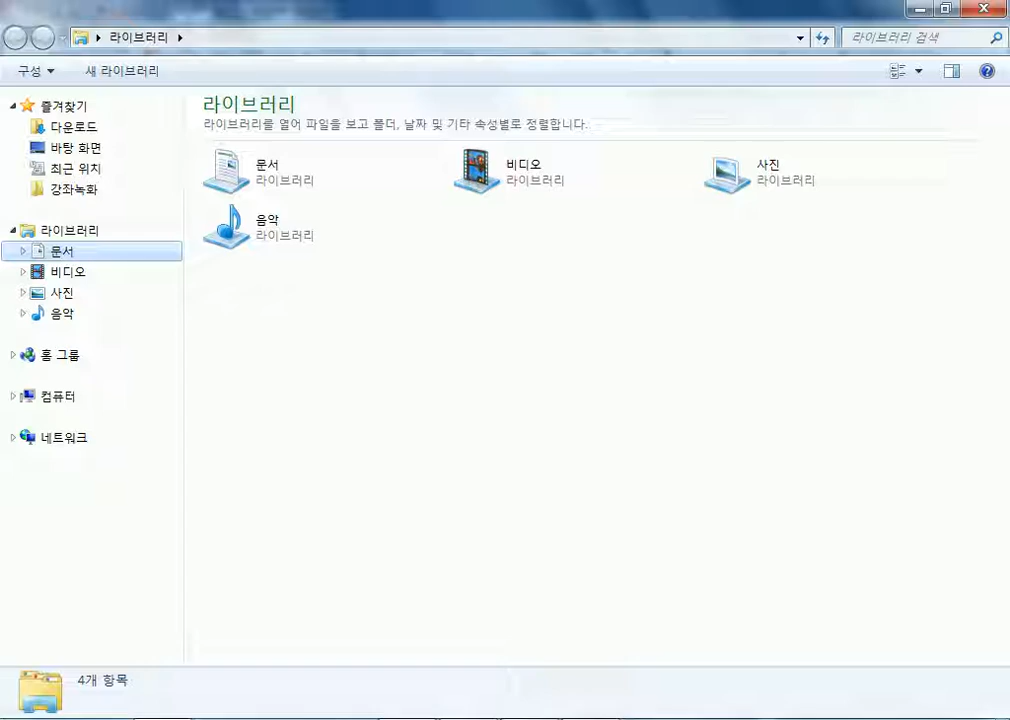 라이브러리
라이브러리 검색
구성
새 라이브러리
즐겨찾기
다운로드
바탕 화면
최근 위치
강좌녹화
라이브러리
문서
비디오
사진
음악
홈 그룹
컴퓨터
네트워크
라이브러리
라이브러리를 열어 파일을 보고 폴더, 날짜 및 기타 속성별로 정렬합니다.
문서
라이브러리
비디오
라이브러리
사진
라이브러리
음악
라이브러리
4개 항목